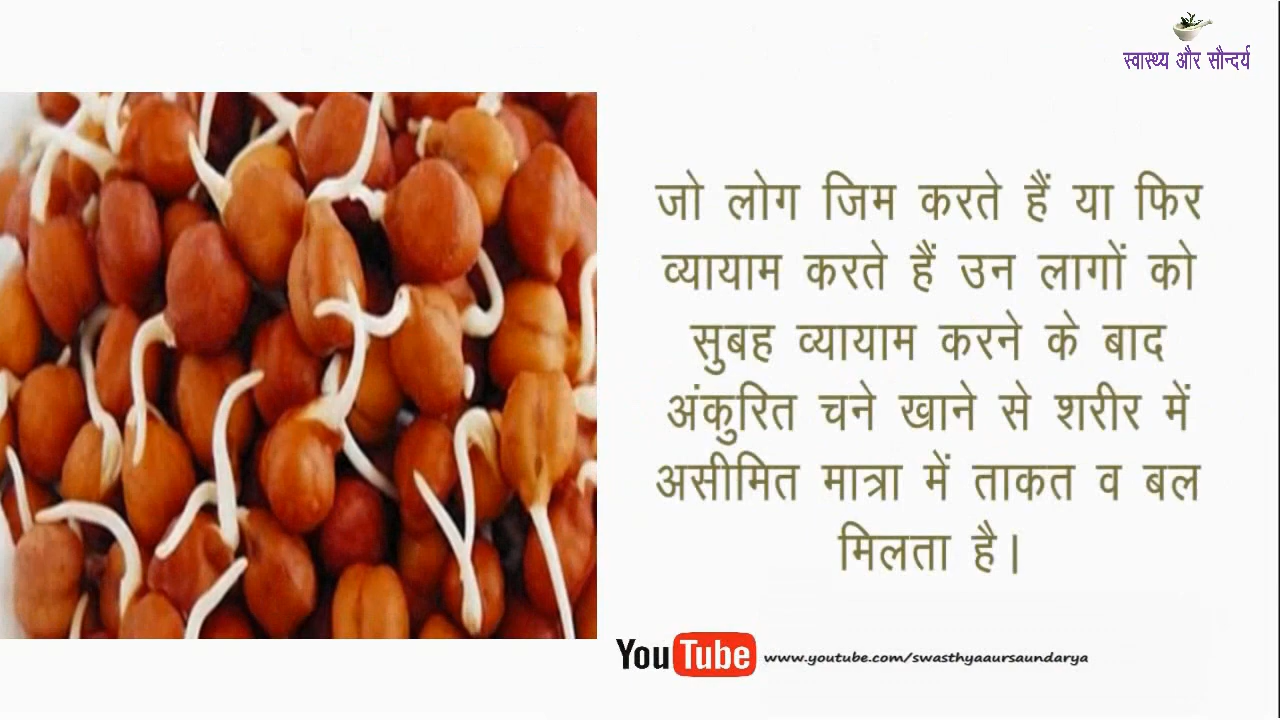 स्वास्थ्य और सौन्दर्य
जो लोग जिम करते हैं या फिर
व्यायाम करते हैं उन लागों को
सुबह व्यायाम करने के बाद
अंकुरित चने खाने से शरीर में
असीमित मात्रा में ताकत व बल
मिलता है।
YouTube www.youtube.com/swasthyaaursaundarya